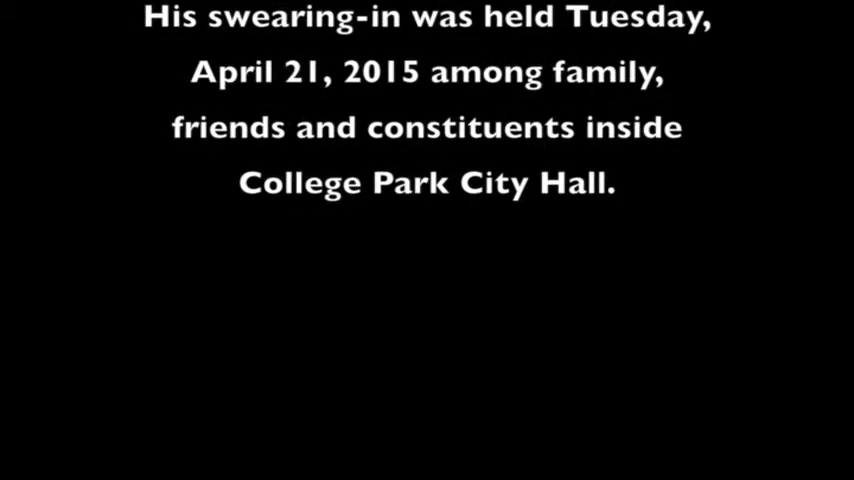 His swearing-in was held Tuesday,
April 21, 2015 among family,
friends and constituents inside
College Park City Hall.